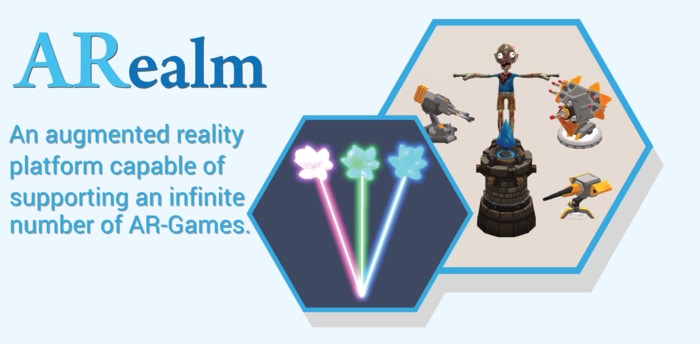 ARealm
An augmented reality
platform capable of
supporting an infinite
number of AR-Games.